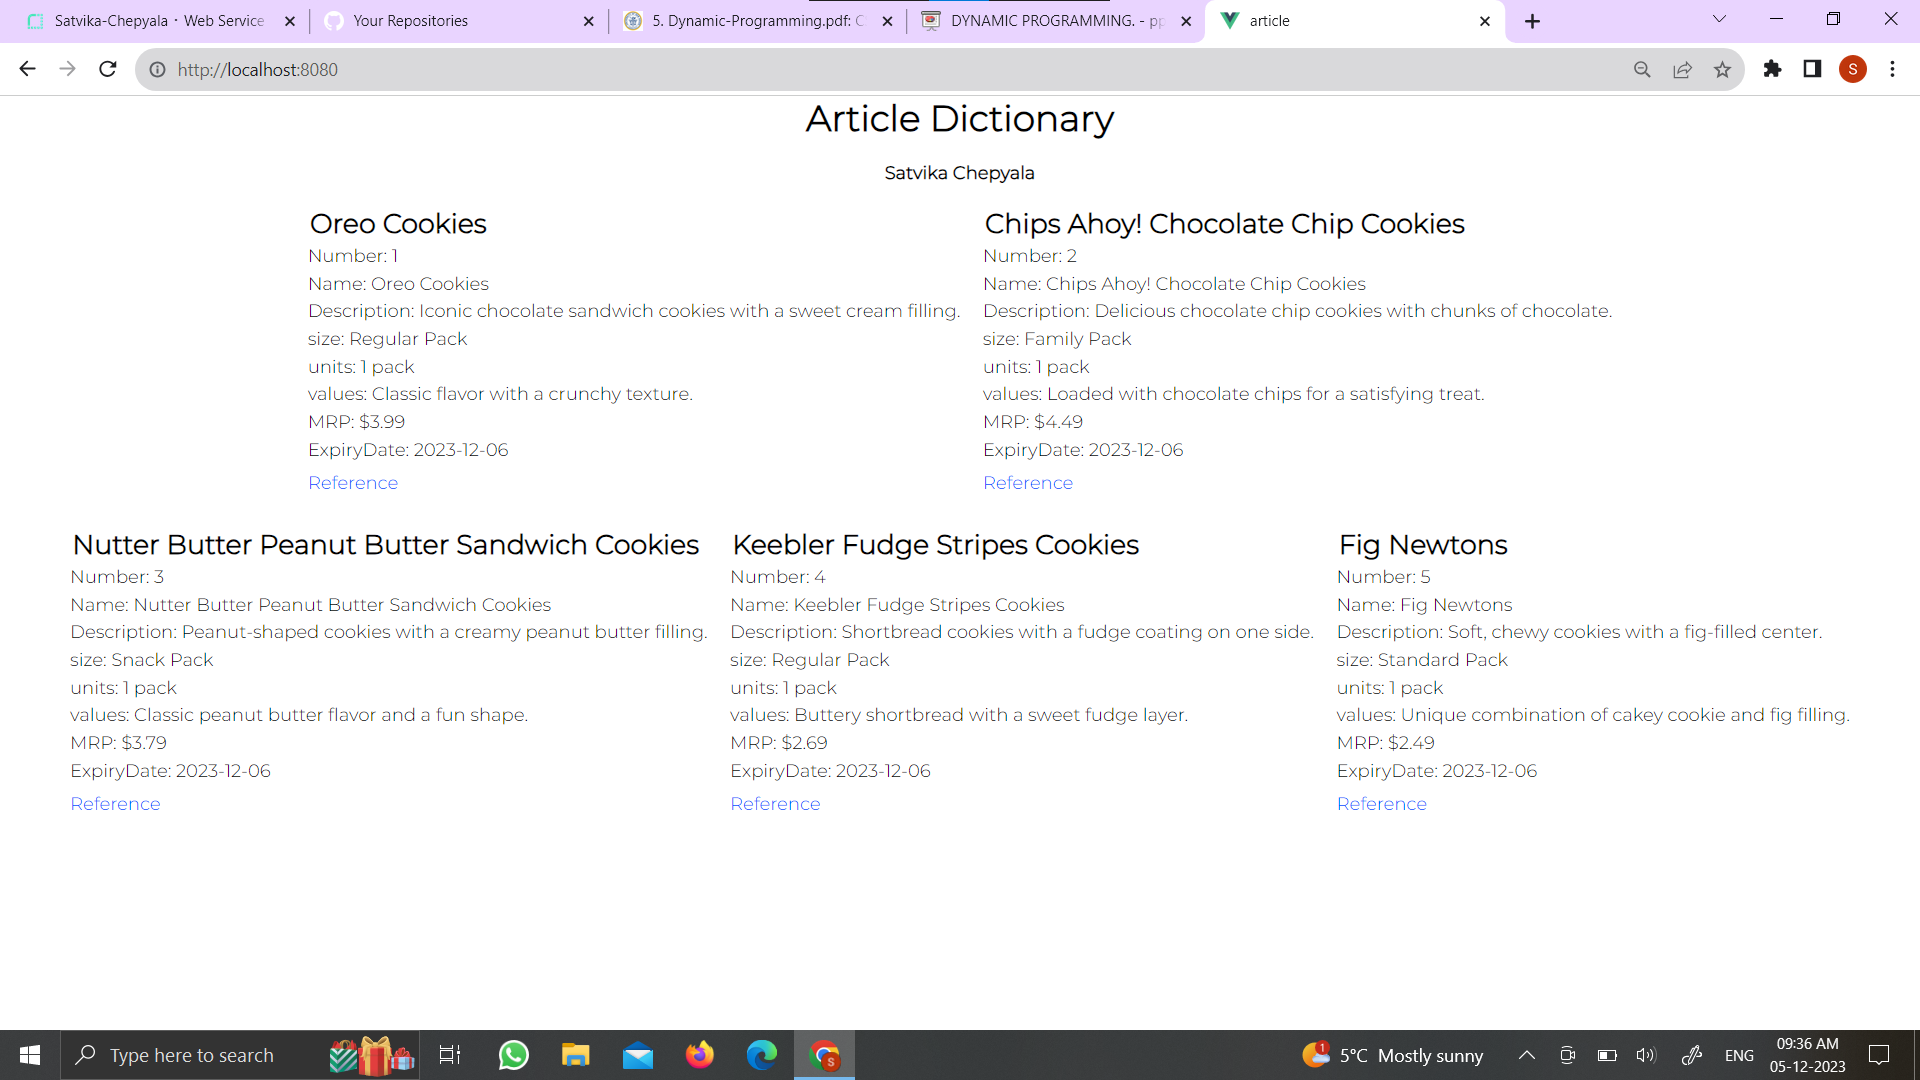 Satvika-Chepyala · Web Service
Your Repositories
5. Dynamic-Programming.pdf: C
DYNAMIC PROGRAMMING. - pp
article
http://localhost:8080
S
Article Dictionary
Satvika Chepyala
Oreo Cookies
Number: 1
Name: Oreo Cookies
Description: Iconic chocolate sandwich cookies with a sweet cream filling.
size: Regular Pack
units: 1 pack
values: Classic flavor with a crunchy texture.
MRP: $3.99
ExpiryDate: 2023-12-06
Reference
Chips Ahoy! Chocolate Chip Cookies
Number: 2
Name: Chips Ahoy! Chocolate Chip Cookies
Description: Delicious chocolate chip cookies with chunks of chocolate.
size: Family Pack
units: 1 pack
values: Loaded with chocolate chips for a satisfying treat.
MRP: $4.49
ExpiryDate: 2023-12-06
Reference
Nutter Butter Peanut Butter Sandwich Cookies
Number: 3
Name: Nutter Butter Peanut Butter Sandwich Cookies
Description: Peanut-shaped cookies with a creamy peanut butter filling.
size: Snack Pack
units: 1 pack
values: Classic peanut butter flavor and a fun shape.
MRP: $3.79
ExpiryDate: 2023-12-06
Reference
Keebler Fudge Stripes Cookies
Number: 4
Name: Keebler Fudge Stripes Cookies
Description: Shortbread cookies with a fudge coating on one side.
size: Regular Pack
units: 1 pack
values: Buttery shortbread with a sweet fudge layer.
MRP: $2.69
ExpiryDate: 2023-12-06
Reference
Fig Newtons
Number: 5
Name: Fig Newtons
Description: Soft, chewy cookies with a fig-filled center.
size: Standard Pack
units: 1 pack
values: Unique combination of cakey cookie and fig filling.
MRP: $2.49
ExpiryDate: 2023-12-06
Reference
Type here to search
S
1
5°C Mostly sunny
ENG
09:36 AM
05-12-2023